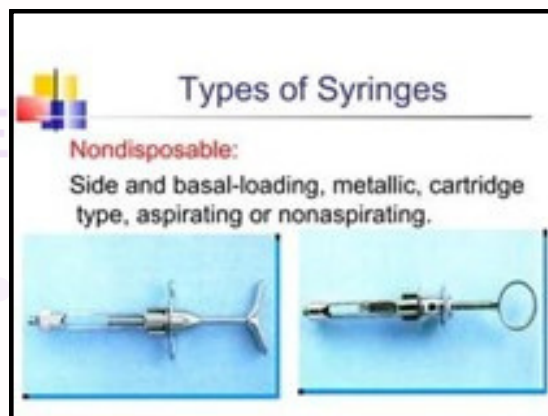 Types of Syringes
Nondisposable:
Side and basal-loading, metallic, cartridge
type, aspirating or nonaspirating.